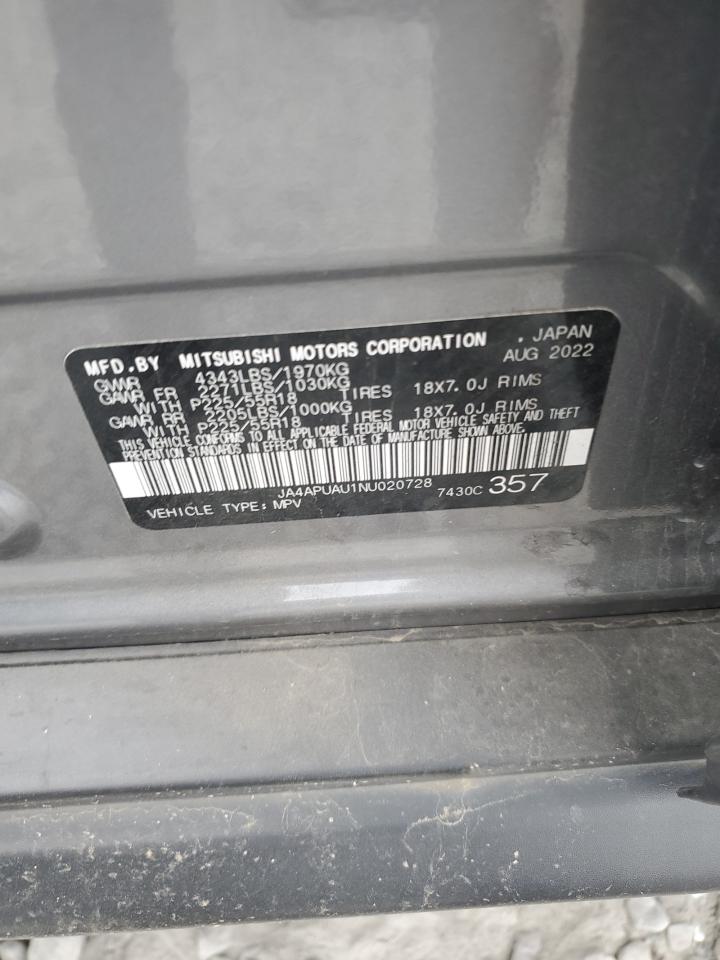 MFD.BY MITSUBISHI MOTORS CORPORATION . JAPAN
GVWR 4343LBS/1970KG AUG 2022
GAWR FR 2271LBS/1030KG
WITH P225/55R18 TIRES 18X7.0J RIMS
GAWR RR 2205LBS/1000KG
WITH P225/55R18 TIRES 18X7.0J RIMS
THIS VEHICLE CONFORMS TO ALL APPLICABLE FEDERAL MOTOR VEHICLE SAFETY AND THEFT
PREVENTION STANDARDS IN EFFECT ON THE DATE OF MANUFACTURE SHOWN ABOVE.
JA4APUAU1NU020728
VEHICLE TYPE: MPV 7430C 357